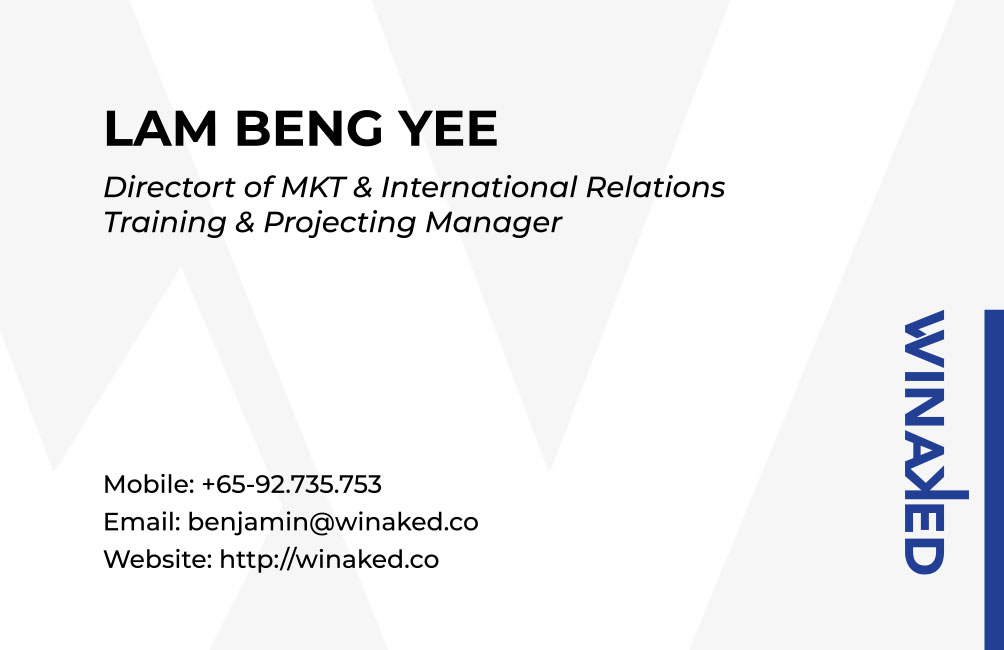 LAM BENG YEE
Directort of MKT & International Relations
Training & Projecting Manager
Mobile: +65-92.735.753
Email: benjamin@winaked.co
Website: http://winaked.co
WINAKED